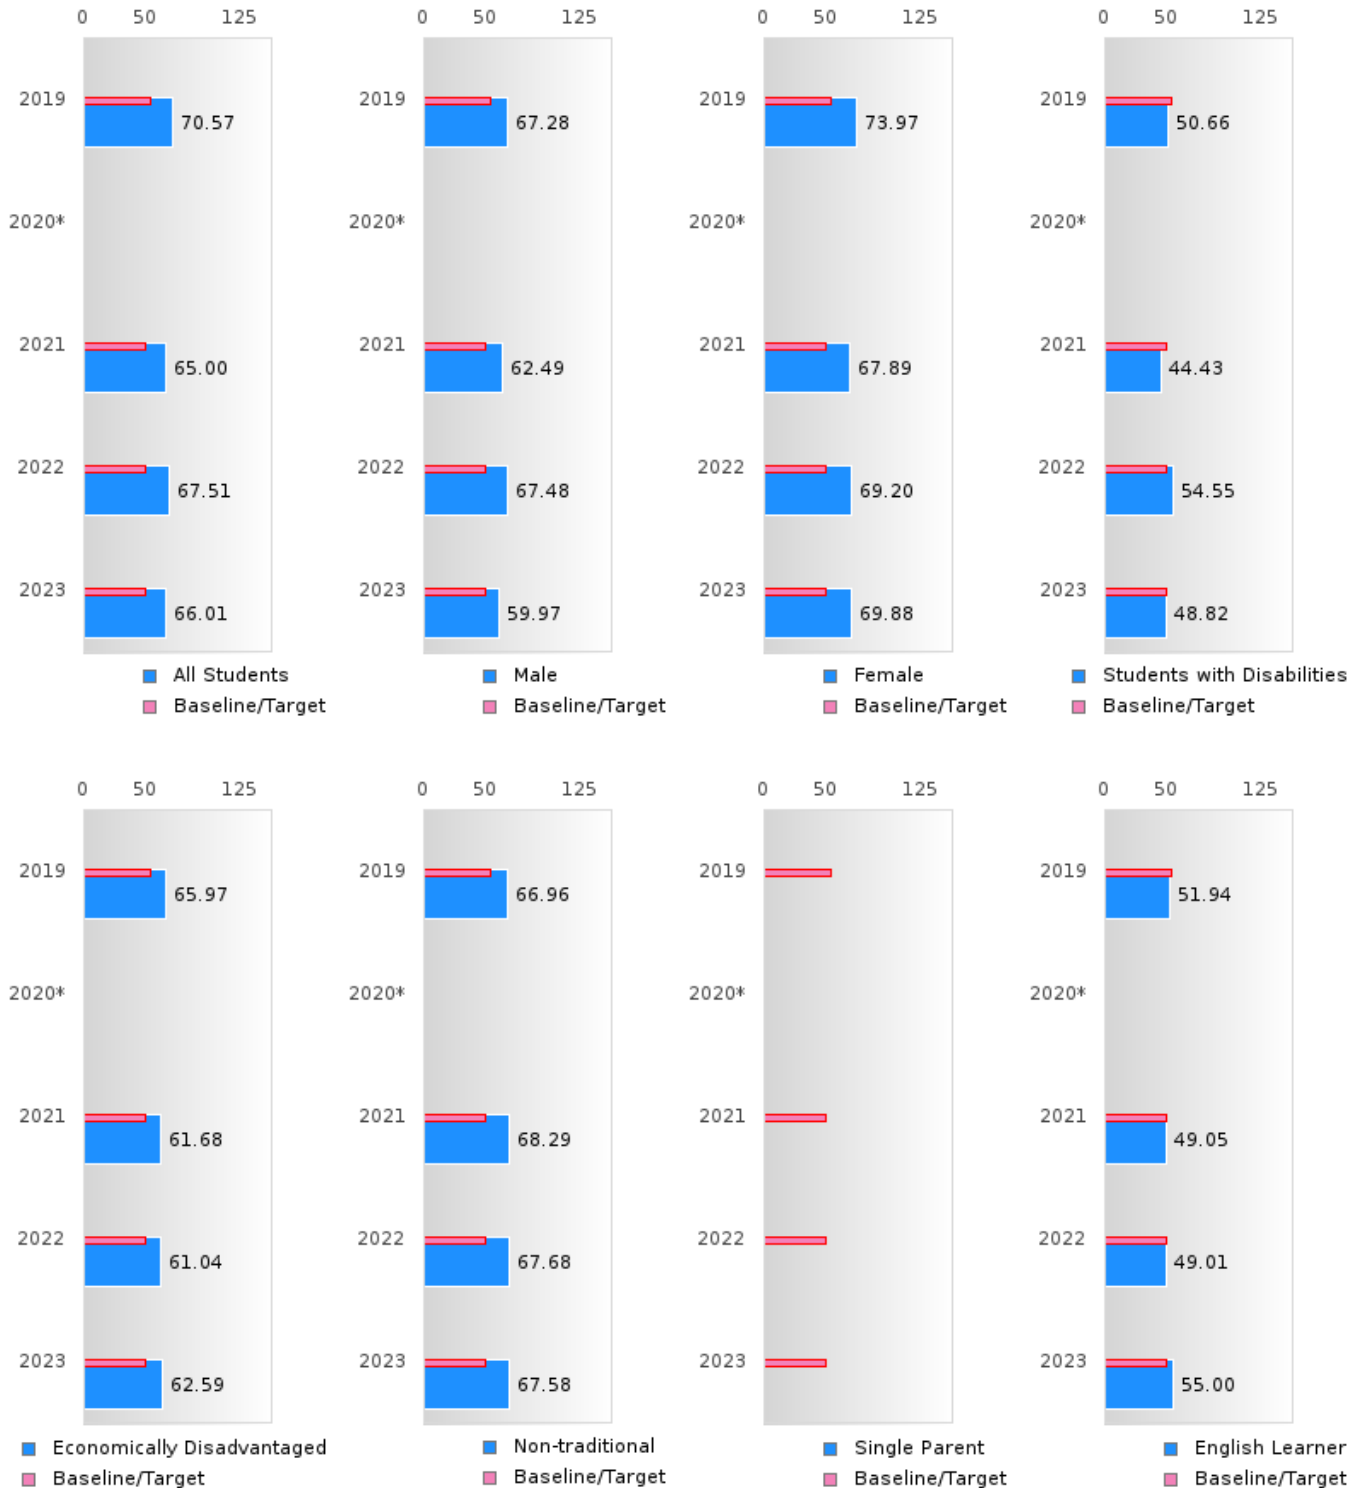 0 50 125 0 50 125 0 50 125 0 50 125
2019 70.57 2019 67.28 2019 73.97 2019 50.66
2020* 2020* 2020* 2020*
2021 65.00 2021 62.49 2021 67.89 2021 44.43
2022 67.51 2022 67.48 2022 69.20 2022 54.55
2023 66.01 2023 59.97 2023 69.88 2023 48.82
All Students Male Female Students with Disabilities
Baseline/Target Baseline/Target Baseline/Target Baseline/Target
0 50 125 0 50 125 0 50 125 0 50 125
2019 65.97 2019 66.96 2019 2019 51.94
2020* 2020* 2020* 2020*
2021 61.68 2021 68.29 2021 2021 49.05
2022 61.04 2022 67.68 2022 2022 49.01
2023 62.59 2023 67.58 2023 2023 55.00
Economically Disadvantaged Non-traditional Single Parent English Learner
Baseline/Target Baseline/Target Baseline/Target Baseline/Target